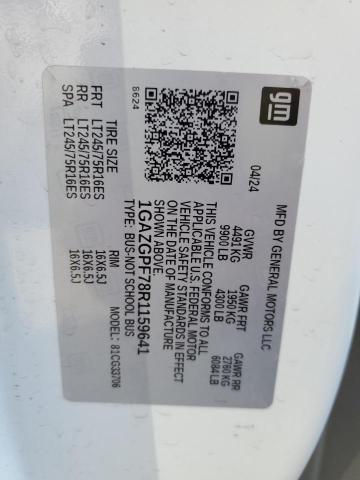 gm
MFD BY GENERAL MOTORS LLC
04/24
GVWR GAWR FRT GAWR RR
4491 KG 1950 KG 2760 KG
9900 LB 4300 LB 6084 LB
THIS VEHICLE CONFORMS TO ALL
APPLICABLE U.S. FEDERAL MOTOR
VEHICLE SAFETY STANDARDS IN EFFECT
ON THE DATE OF MANUFACTURE
SHOWN ABOVE.
1GAZGPF78R1159641
TYPE: BUS-NOT SCHOOL BUS MODEL: 81CG33706
8624
TIRE SIZE RIM
FRT LT245/75R16ES 16X6.5J
RR LT245/75R16ES 16X6.5J
SPA LT245/75R16ES 16X6.5J